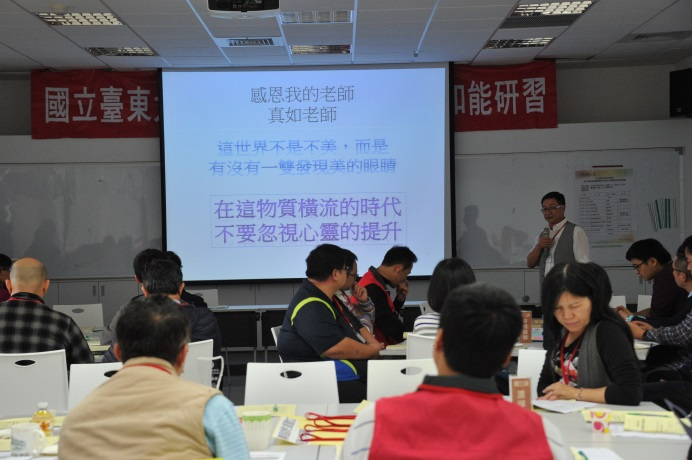 國立臺東
知能研習
感恩我的老師
真如老師
這世界不是不美，而是
有沒有一雙發現美的眼睛
在這物質橫流的時代
不要忽視心靈的提升